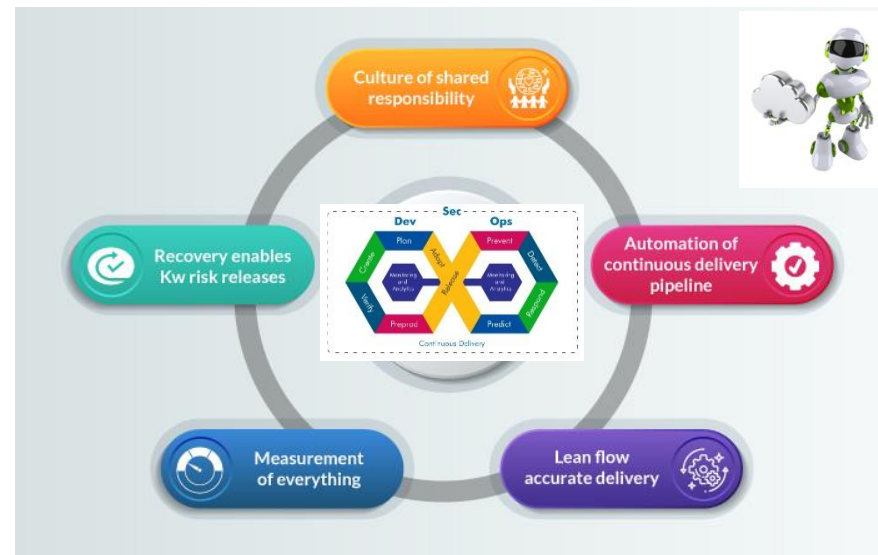 Culture of shared
responsibility
Recovery enables
Kw risk releases
Automation of
continuous delivery
pipeline
Measurement
of everything
Lean flow
accurate delivery
Sec
Dev
Ops
Plan
Create
Verify
Preprod
Monitoring
and
Analytics
Adapt
Release
Prevent
Detect
Respond
Predict
Monitoring
and
Analytics
Continuous Delivery